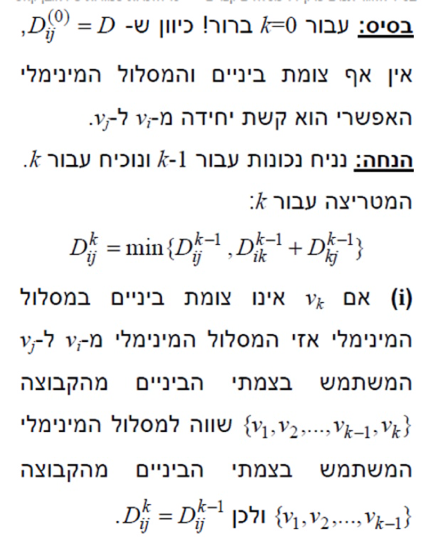 בסיס: עבור k=0 ברור! כיוון ש- D_{ij}^{(0)} = D,
אין אף צומת ביניים והמסלול המינימלי
האפשרי הוא קשת יחידה מ-v_i ל-v_j.
הנחה: נניח נכונות עבור k-1 ונוכיח עבור k.
המטריצה עבור k:
D_{ij}^{k} = min{D_{ij}^{k-1}, D_{ik}^{k-1} + D_{kj}^{k-1}}
(i) אם v_k אינו צומת ביניים במסלול
המינימלי אזי המסלול המינימלי מ-v_i ל-v_j
המשתמש בצמתי הביניים מהקבוצה
{v_1, v_2, ..., v_{k-1}, v_k} שווה למסלול המינימלי
המשתמש בצמתי הביניים מהקבוצה
{v_1, v_2, ..., v_{k-1}} ולכן D_{ij}^{k} = D_{ij}^{k-1}.